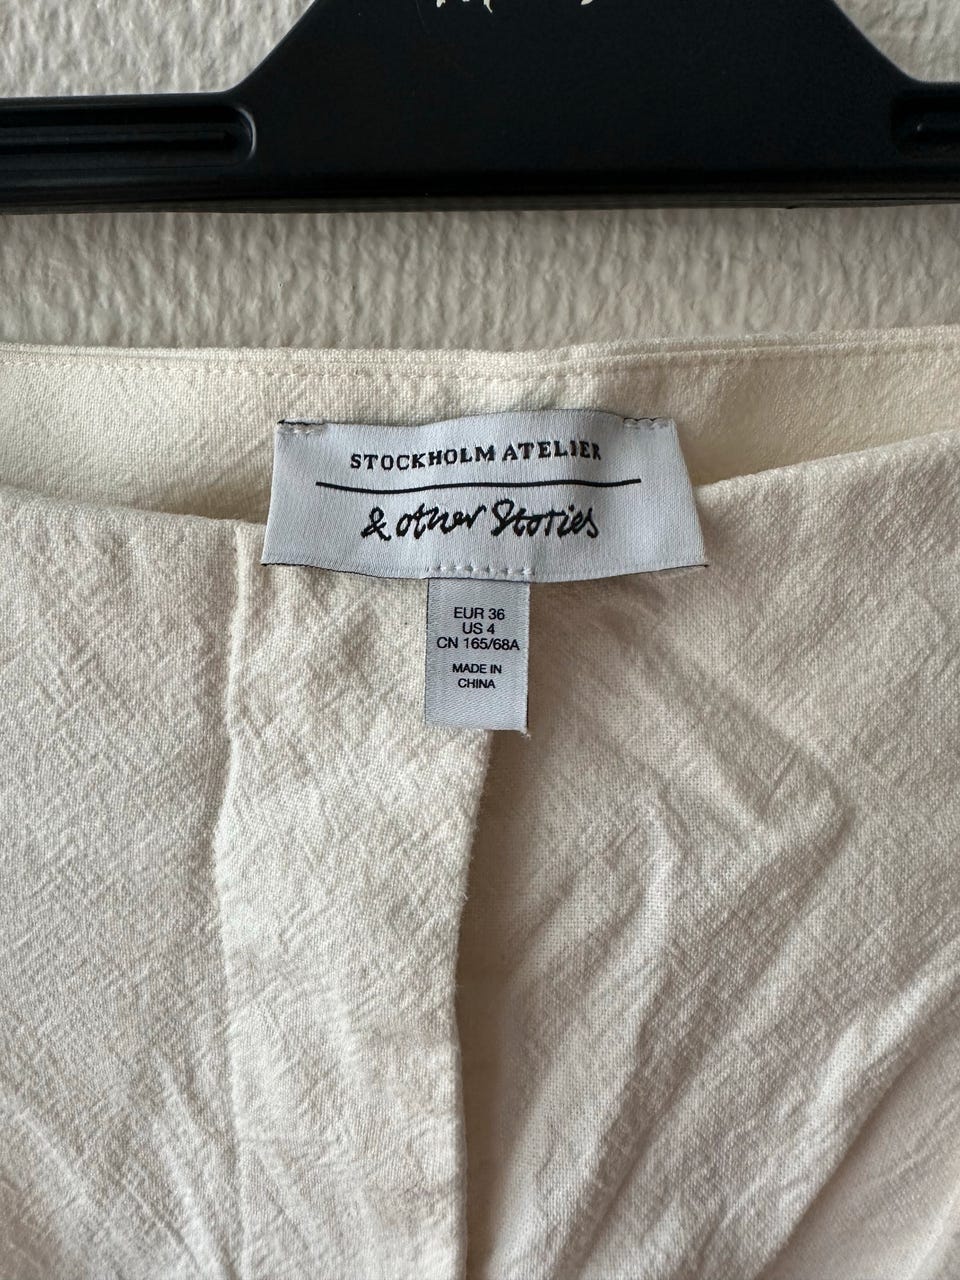 STOCKHOLM ATELIER
& other Stories
EUR 36
US 4
CN 165/68A
MADE IN
CHINA